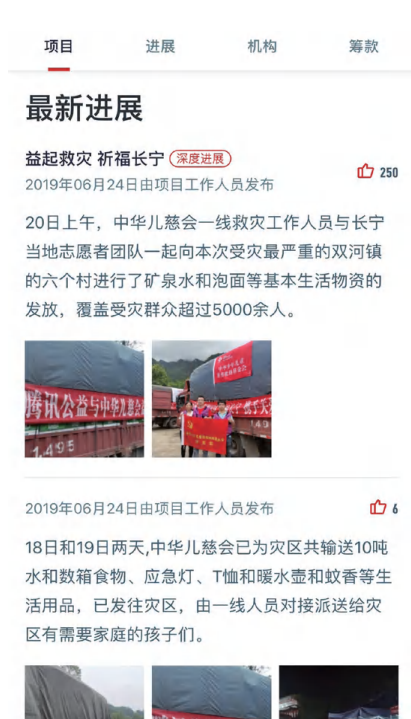 项目 进展 机构 筹款
最新进展
益起救灾 祈福长宁 深度进展
250
2019年06月24日由项目工作人员发布
20日上午，中华儿慈会一线救灾工作人员与长宁
当地志愿者团队一起向本次受灾最严重的双河镇
的六个村进行了矿泉水和泡面等基本生活物资的
发放，覆盖受灾群众超过5000余人。
腾讯公益与中华儿慈会
1.495
2019年06月24日由项目工作人员发布
6
18日和19日两天,中华儿慈会已为灾区共输送10吨
水和数箱食物、应急灯、T恤和暖水壶和蚊香等生
活用品，已发往灾区，由一线人员对接派送给灾
区有需要家庭的孩子们。